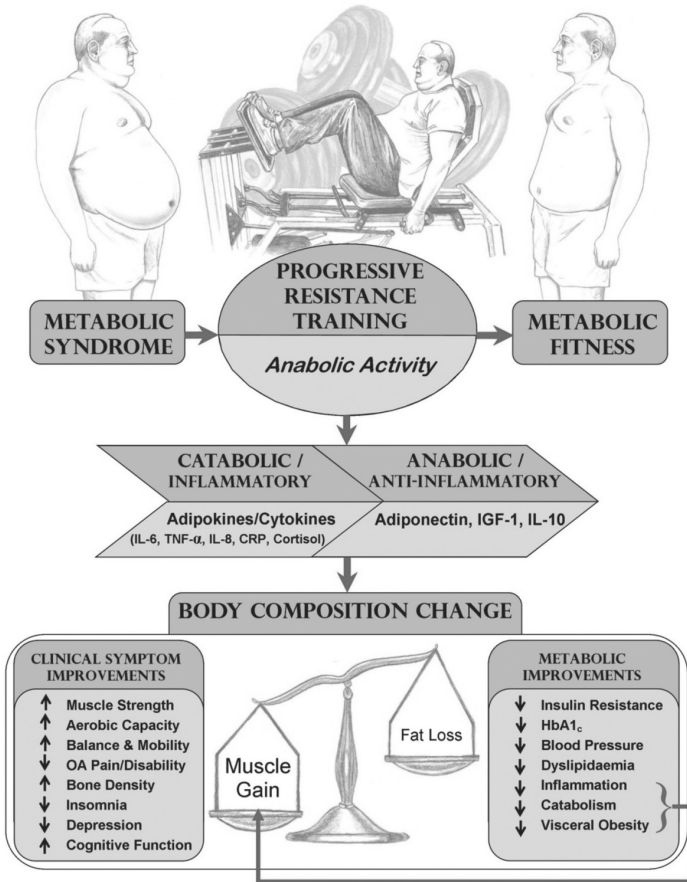 METABOLIC
SYNDROME
PROGRESSIVE
RESISTANCE
TRAINING
Anabolic Activity
METABOLIC
FITNESS
CATABOLIC /
INFLAMMATORY
Adipokines/Cytokines
(IL-6, TNF-α, IL-8, CRP, Cortisol)
ANABOLIC /
ANTI-INFLAMMATORY
Adiponectin, IGF-1, IL-10
BODY COMPOSITION CHANGE
CLINICAL SYMPTOM
IMPROVEMENTS
↑ Muscle Strength
↑ Aerobic Capacity
↑ Balance & Mobility
↓ OA Pain/Disability
↑ Bone Density
↓ Insomnia
↓ Depression
↑ Cognitive Function
Muscle
Gain
Fat Loss
METABOLIC
IMPROVEMENTS
↓ Insulin Resistance
↓ HbA1c
↓ Blood Pressure
↓ Dyslipidaemia
↓ Inflammation
↓ Catabolism
↓ Visceral Obesity